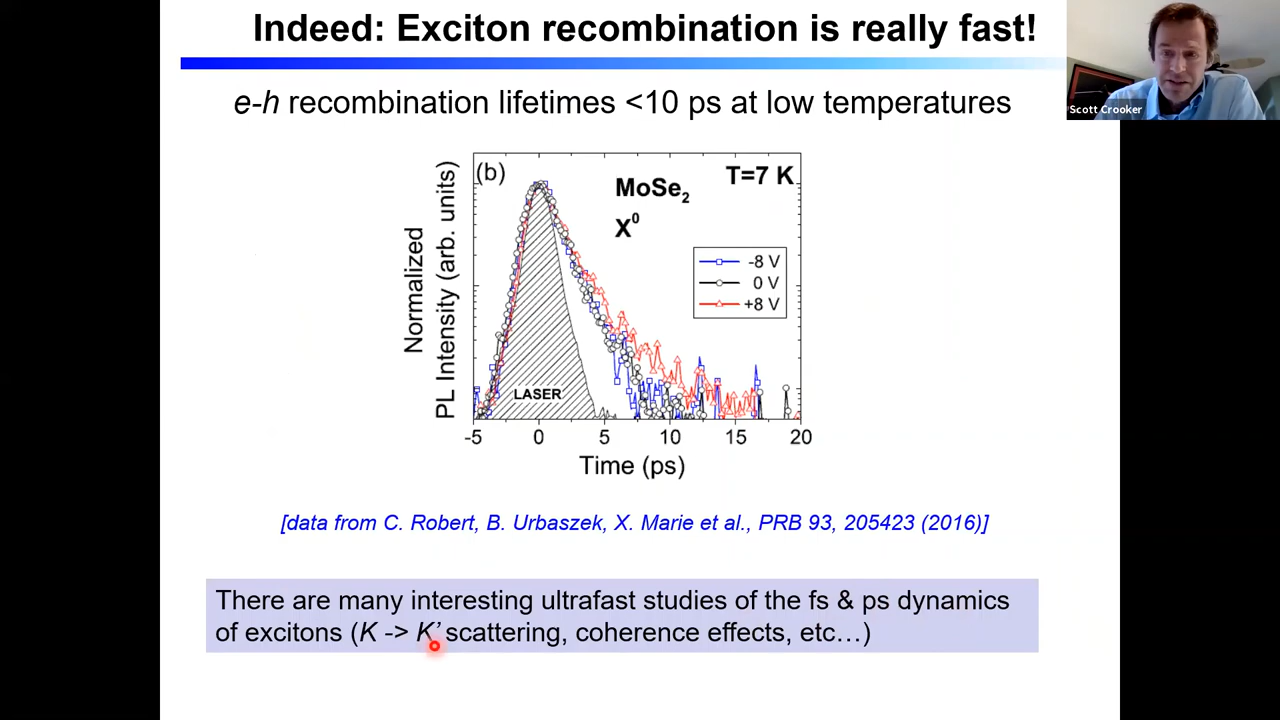 Indeed: Exciton recombination is really fast!
Scott Crooker
e-h recombination lifetimes <10 ps at low temperatures
(b)
MoSe₂
T=7 K
X⁰
-8 V
0 V
+8 V
LASER
Normalized
PL Intensity (arb. units)
-5 0 5 10 15 20
Time (ps)
[data from C. Robert, B. Urbaszek, X. Marie et al., PRB 93, 205423 (2016)]
There are many interesting ultrafast studies of the fs & ps dynamics
of excitons (K -> K’ scattering, coherence effects, etc…)